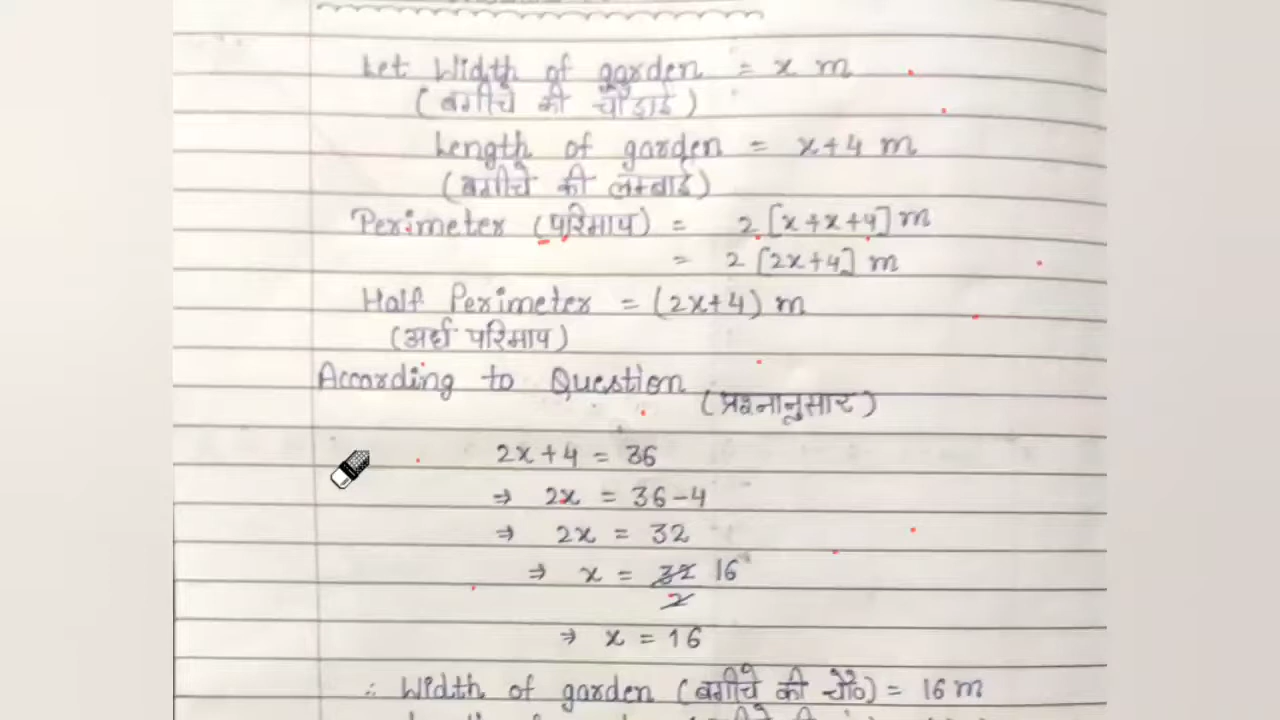 Let Width of garden = x m
(बगीचे की चौड़ाई)
Length of garden = x+4 m
(बगीचे की लम्बाई)
Perimeter (परिमाप) = 2 [x+x+4] m
= 2 [2x+4] m
Half Perimeter = (2x+4) m
(अर्ध परिमाप)
According to Question (प्रश्नानुसार)
2x+4 = 36
⇒ 2x = 36-4
⇒ 2x = 32
⇒ x = 32/2 16
⇒ x = 16
∴ Width of garden (बगीचे की चौ०) = 16 m